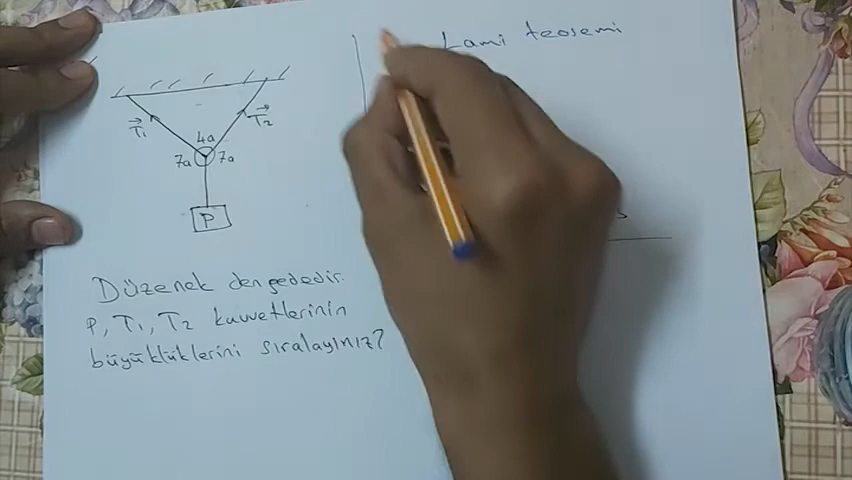 Lami teoremi
T₁
T₂
4a
7a
7a
P
Düzenek dengededir.
P, T₁, T₂ kuvvetlerinin
büyüklüklerini sıralayınız?